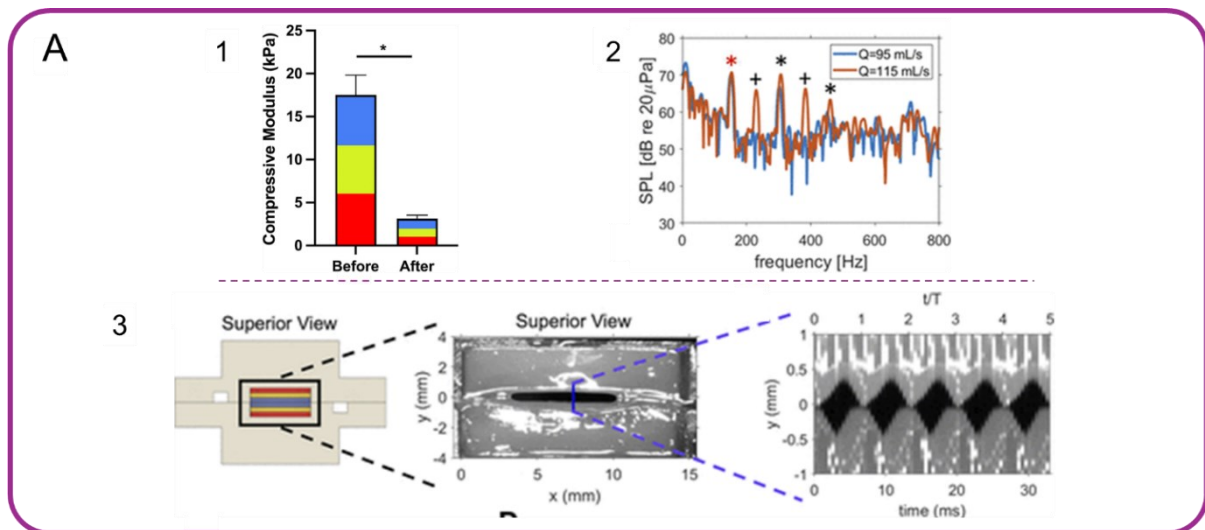 A
1
Compressive Modulus (kPa)
25
20
15
10
5
0
*
Before After
2
SPL [dB re 20μPa]
80
70
60
50
40
30
* + * + *
Q=95 mL/s
Q=115 mL/s
0 200 400 600 800
frequency [Hz]
3
Superior View
Superior View
y (mm)
4
2
0
-2
-4
0 5 10 15
x (mm)
t/T
0 1 2 3 4 5
y (mm)
1
0.5
0
-0.5
-1
0 10 20 30
time (ms)